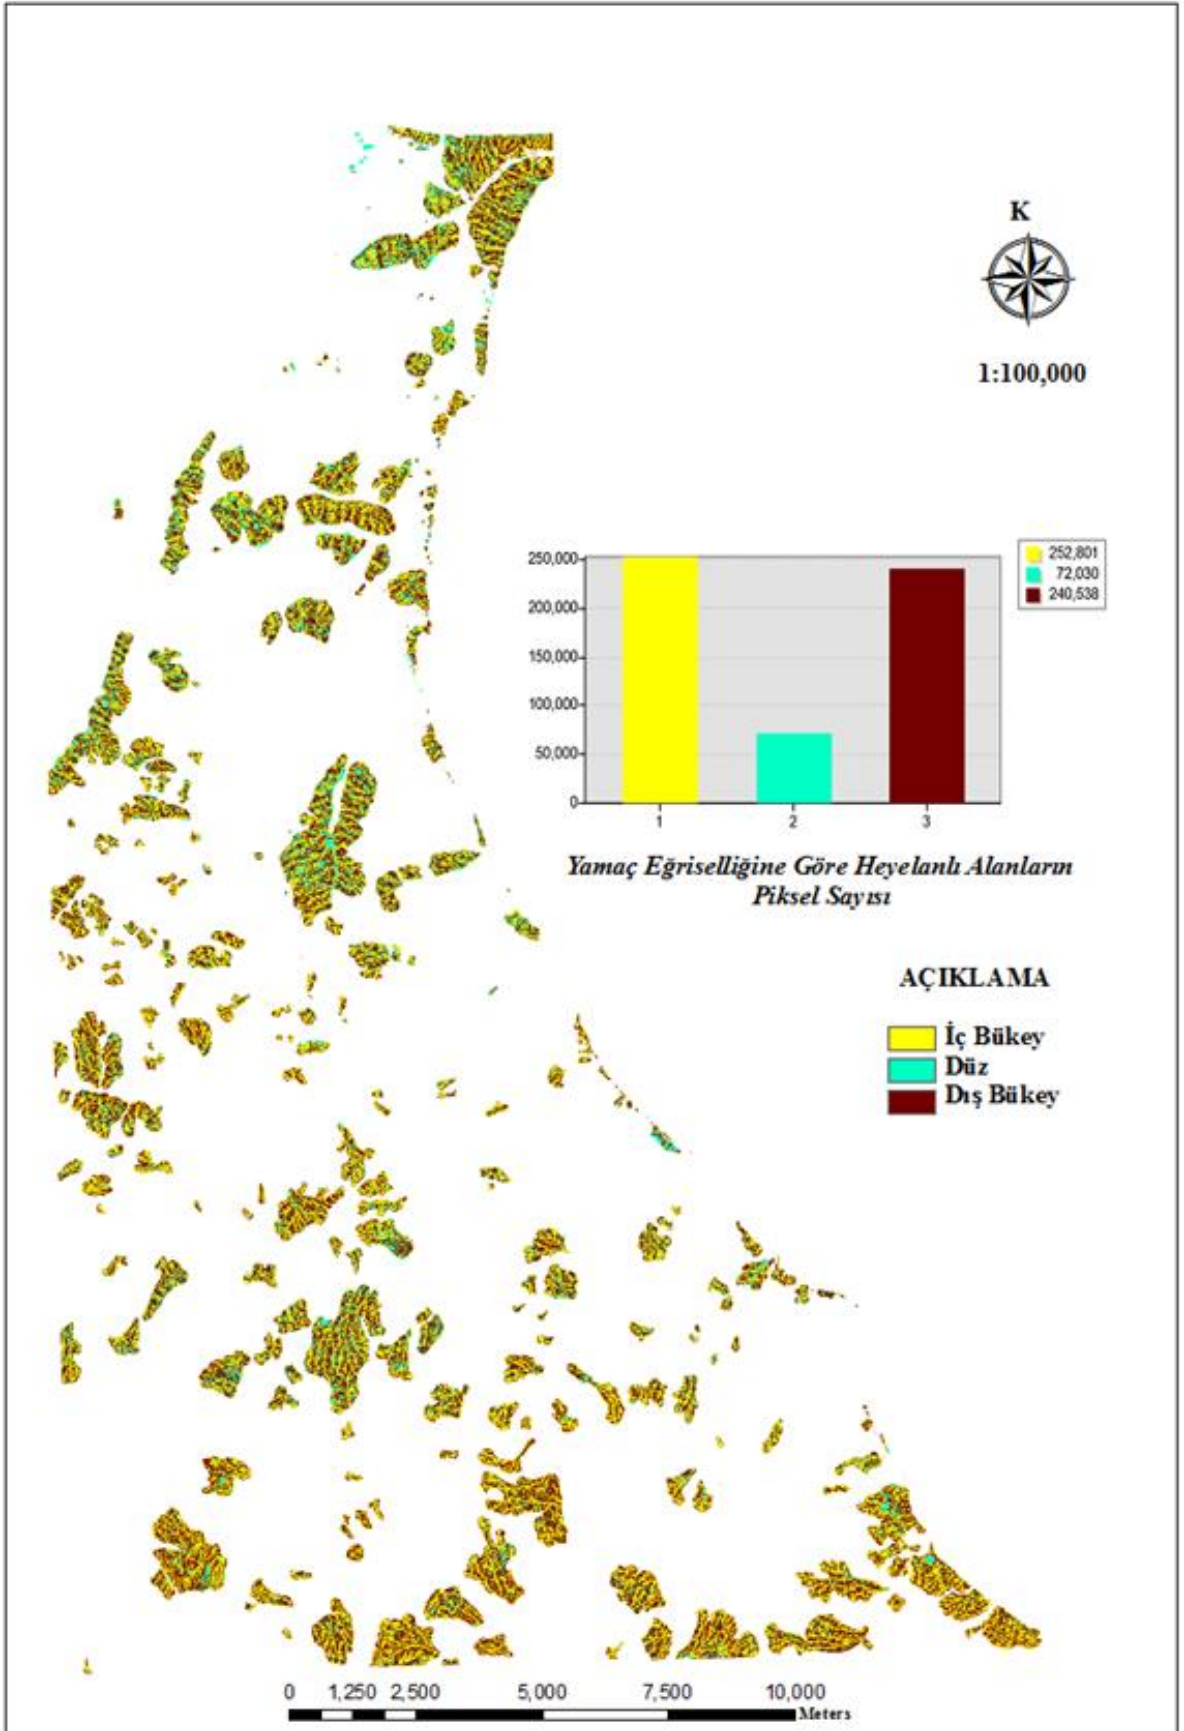 K
1:100,000
250,000
200,000
150,000
100,000
50,000
0
1 2 3
252,801
72,030
240,538
Yamaç Eğriselliğine Göre Heyelanlı Alanların
Piksel Sayısı
AÇIKLAMA
İç Bükey
Düz
Dış Bükey
0 1,250 2,500 5,000 7,500 10,000
Meters